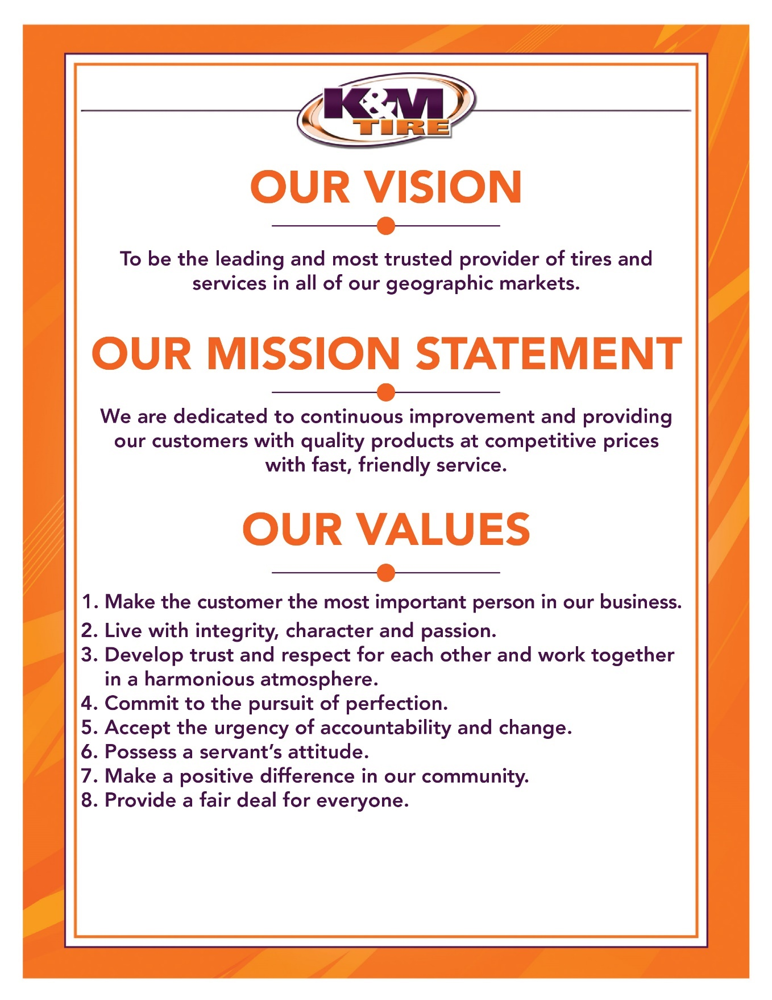 K&M
TIRE
OUR VISION
To be the leading and most trusted provider of tires and
services in all of our geographic markets.
OUR MISSION STATEMENT
We are dedicated to continuous improvement and providing
our customers with quality products at competitive prices
with fast, friendly service.
OUR VALUES
1. Make the customer the most important person in our business.
2. Live with integrity, character and passion.
3. Develop trust and respect for each other and work together
in a harmonious atmosphere.
4. Commit to the pursuit of perfection.
5. Accept the urgency of accountability and change.
6. Possess a servant’s attitude.
7. Make a positive difference in our community.
8. Provide a fair deal for everyone.